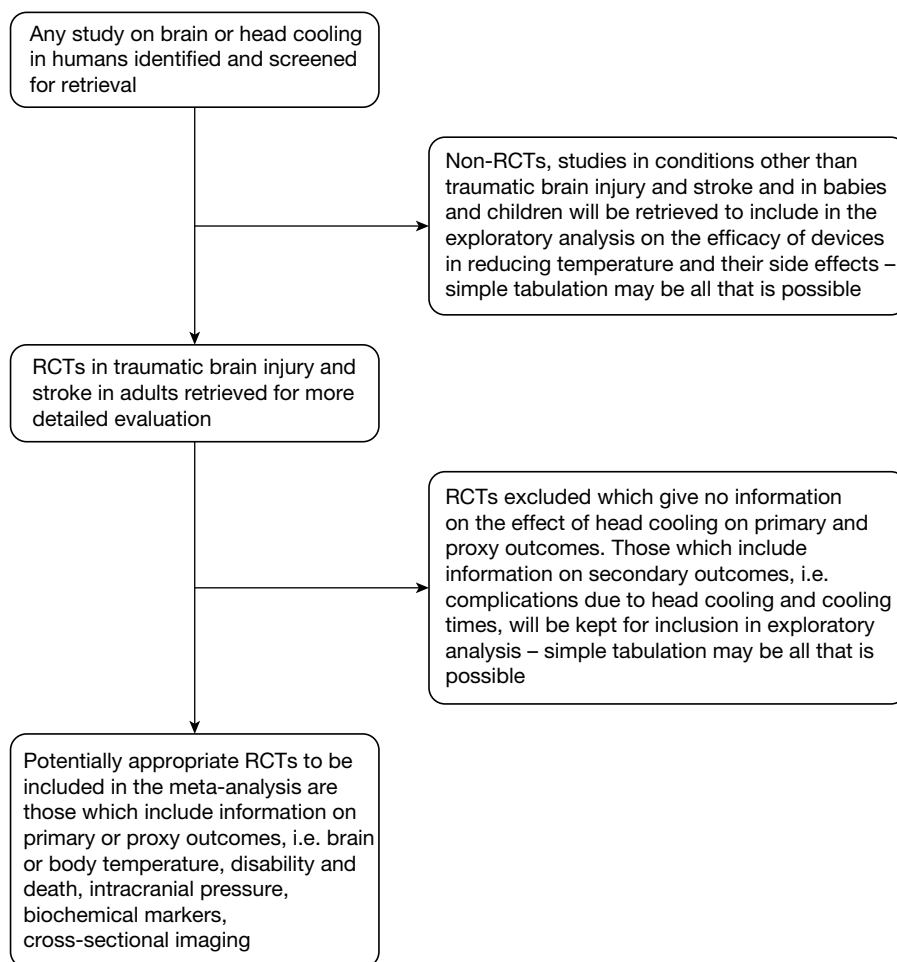 Any study on brain or head cooling
in humans identified and screened
for retrieval
Non-RCTs, studies in conditions other than
traumatic brain injury and stroke and in babies
and children will be retrieved to include in the
exploratory analysis on the efficacy of devices
in reducing temperature and their side effects –
simple tabulation may be all that is possible
RCTs in traumatic brain injury and
stroke in adults retrieved for more
detailed evaluation
RCTs excluded which give no information
on the effect of head cooling on primary and
proxy outcomes. Those which include
information on secondary outcomes, i.e.
complications due to head cooling and cooling
times, will be kept for inclusion in exploratory
analysis – simple tabulation may be all that is
possible
Potentially appropriate RCTs to be
included in the meta-analysis are
those which include information on
primary or proxy outcomes, i.e. brain
or body temperature, disability and
death, intracranial pressure,
biochemical markers,
cross-sectional imaging